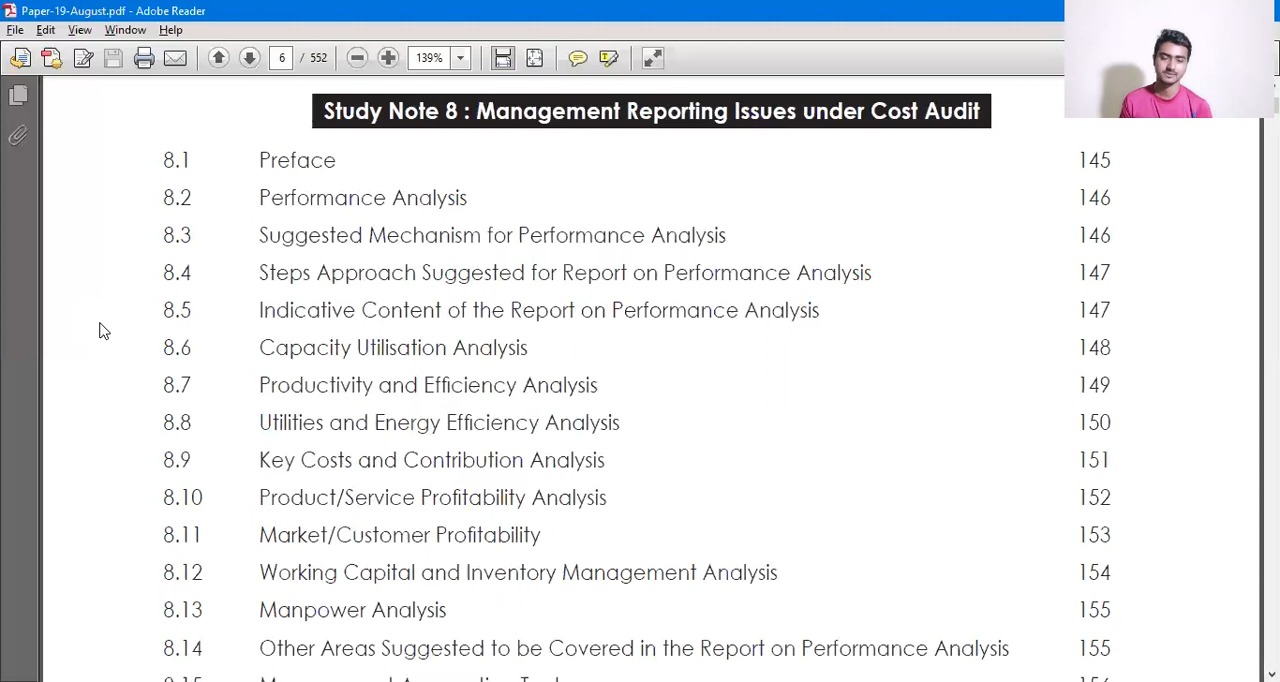 Paper-19-August.pdf - Adobe Reader
File Edit View Window Help
6 / 552 139%
Study Note 8 : Management Reporting Issues under Cost Audit
8.1 Preface 145
8.2 Performance Analysis 146
8.3 Suggested Mechanism for Performance Analysis 146
8.4 Steps Approach Suggested for Report on Performance Analysis 147
8.5 Indicative Content of the Report on Performance Analysis 147
8.6 Capacity Utilisation Analysis 148
8.7 Productivity and Efficiency Analysis 149
8.8 Utilities and Energy Efficiency Analysis 150
8.9 Key Costs and Contribution Analysis 151
8.10 Product/Service Profitability Analysis 152
8.11 Market/Customer Profitability 153
8.12 Working Capital and Inventory Management Analysis 154
8.13 Manpower Analysis 155
8.14 Other Areas Suggested to be Covered in the Report on Performance Analysis 155